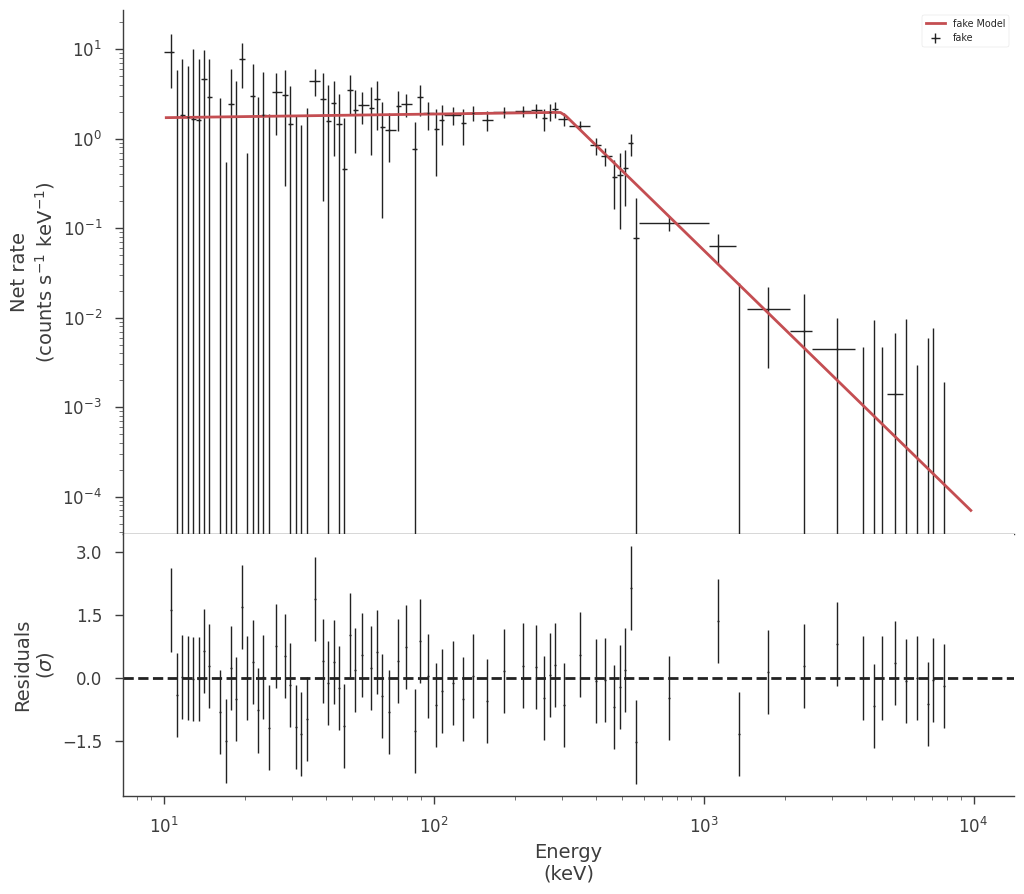 fake Model
fake
10¹
10⁰
10⁻¹
10⁻²
10⁻³
10⁻⁴
Net rate
(counts s⁻¹ keV⁻¹)
3.0
1.5
0.0
−1.5
Residuals
(σ)
10¹ 10² 10³ 10⁴
Energy
(keV)